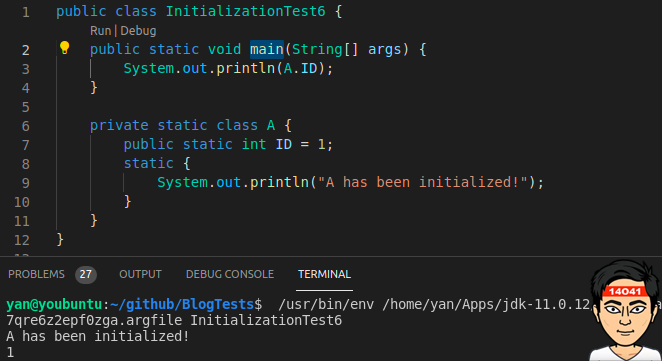 1 public class InitializationTest6 {
Run | Debug
2 public static void main(String[] args) {
3 System.out.println(A.ID);
4 }
5
6 private static class A {
7 public static int ID = 1;
8 static {
9 System.out.println("A has been initialized!");
10 }
11 }
12 }
PROBLEMS 27 OUTPUT DEBUG CONSOLE TERMINAL
yan@youbuntu:~/github/BlogTests$ /usr/bin/env /home/yan/Apps/jdk-11.0.12
7qre6z2epf0zga.argfile InitializationTest6
A has been initialized!
1
14041